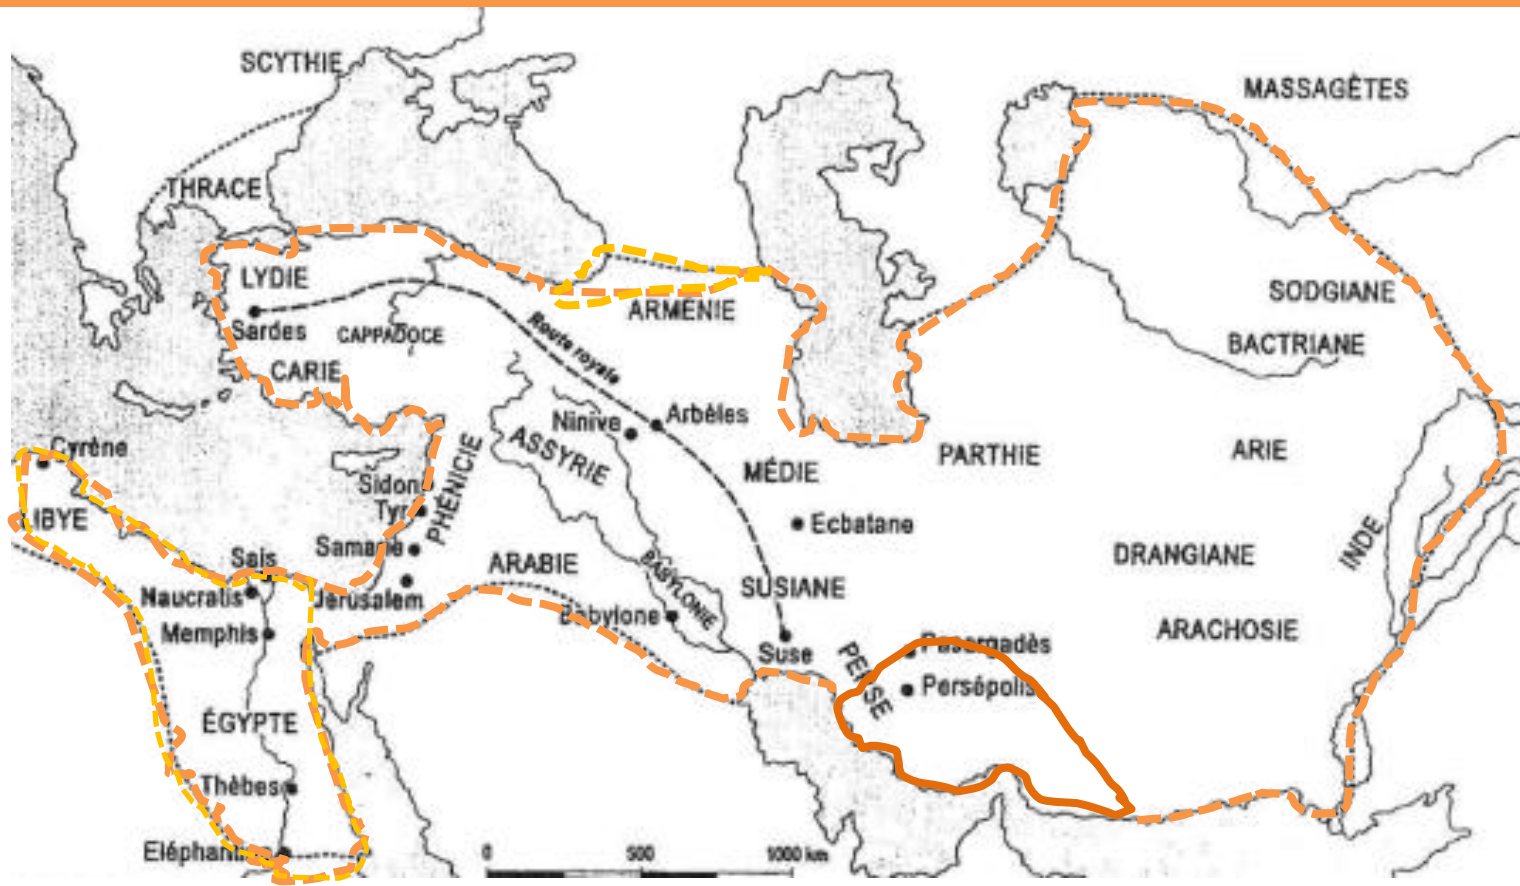 SCYTHIE
MASSAGÈTES
THRACE
LYDIE
SODGIANE
ARMÉNIE
Sardes
CAPPADOCE
Route royale
BACTRIANE
CARIE
Arbèles
Ninive
ASSYRIE
Cyrène
PHÉNICIE
MÉDIE
PARTHIE
ARIE
Sidon
Tyr
IBYE
Ecbatane
INDE
Samarie
Saïs
ARABIE
BABYLONIE
DRANGIANE
Naucratis
Jérusalem
SUSIANE
Babylone
Memphis
ARACHOSIE
Suse
PERSE
Pasargadès
Persépolis
ÉGYPTE
Thèbes
Eléphan
0 500 1000 km